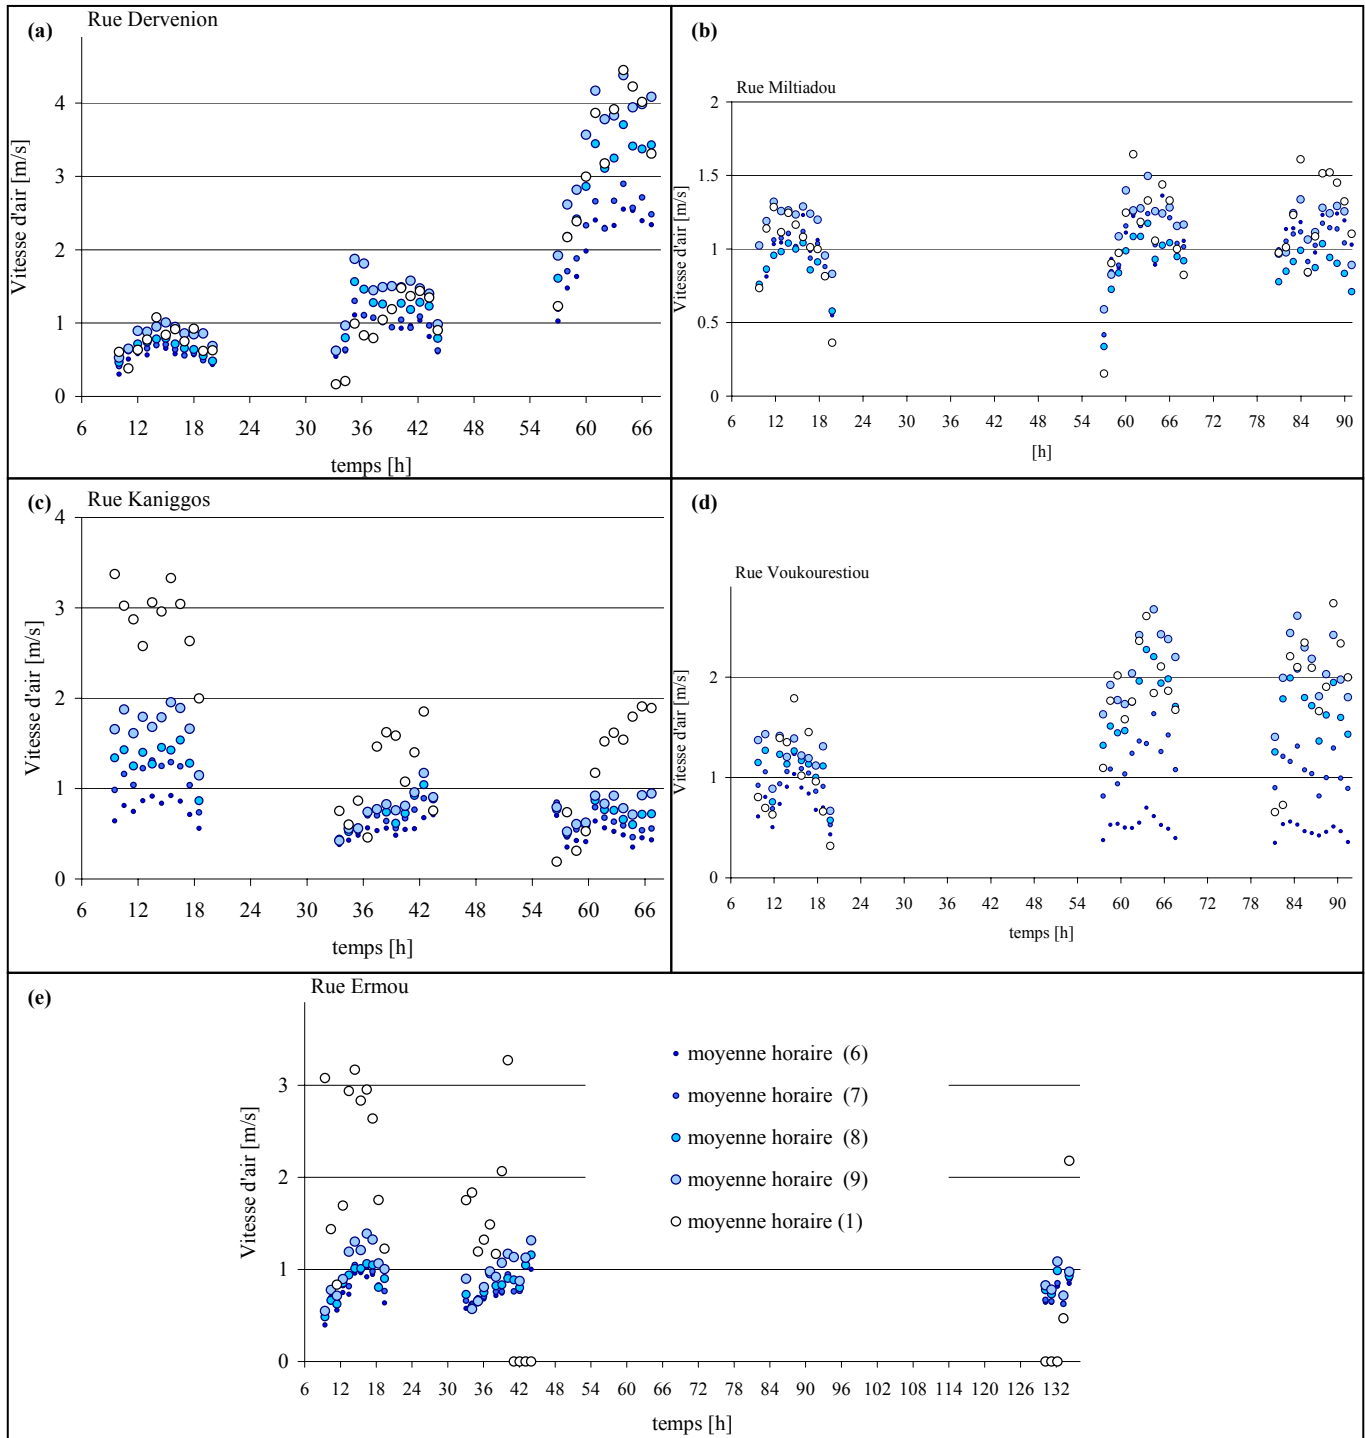 (a)
Rue Dervenion
Vitesse d'air [m/s]
4
3
2
1
0
6 12 18 24 30 36 42 48 54 60 66
temps [h]
(b)
Rue Miltiadou
Vitesse d'air [m/s]
2
1.5
1
0.5
0
6 12 18 24 30 36 42 48 54 60 66 72 78 84 90
[h]
(c)
Rue Kaniggos
Vitesse d'air [m/s]
4
3
2
1
0
6 12 18 24 30 36 42 48 54 60 66
temps [h]
(d)
Rue Voukourestiou
Vitesse d'air [m/s]
2
1
0
6 12 18 24 30 36 42 48 54 60 66 72 78 84 90
temps [h]
(e)
Rue Ermou
Vitesse d'air [m/s]
3
2
1
0
6 12 18 24 30 36 42 48 54 60 66 72 78 84 90 96 102 108 114 120 126 132
temps [h]
moyenne horaire (6)
moyenne horaire (7)
moyenne horaire (8)
moyenne horaire (9)
moyenne horaire (1)